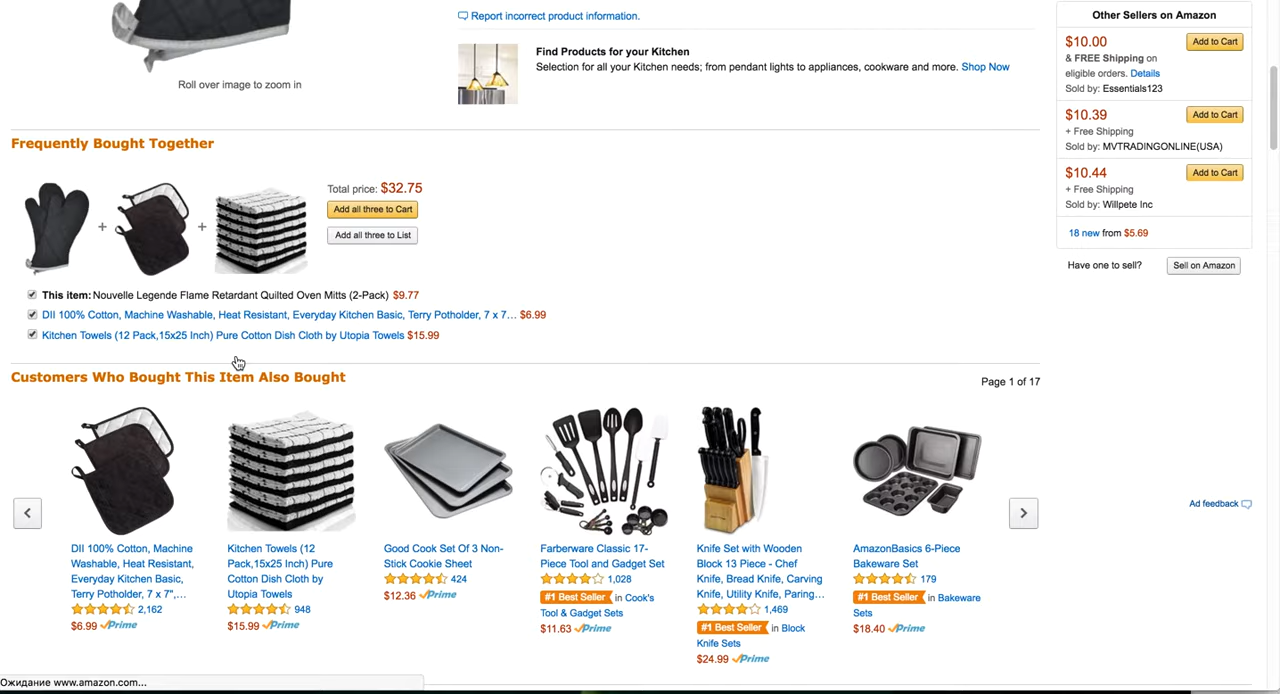 Report incorrect product information.
Find Products for your Kitchen
Selection for all your Kitchen needs; from pendant lights to appliances, cookware and more. Shop Now
Roll over image to zoom in
Other Sellers on Amazon
$10.00
Add to Cart
& FREE Shipping on
eligible orders. Details
Sold by: Essentials123
$10.39
Add to Cart
+ Free Shipping
Sold by: MVTRADINGONLINE(USA)
$10.44
Add to Cart
+ Free Shipping
Sold by: Willpete Inc
18 new from $5.69
Have one to sell?
Sell on Amazon
Frequently Bought Together
+
+
Total price: $32.75
Add all three to Cart
Add all three to List
This item: Nouvelle Legende Flame Retardant Quilted Oven Mitts (2-Pack) $9.77
DII 100% Cotton, Machine Washable, Heat Resistant, Everyday Kitchen Basic, Terry Potholder, 7 x 7... $6.99
Kitchen Towels (12 Pack,15x25 Inch) Pure Cotton Dish Cloth by Utopia Towels $15.99
Customers Who Bought This Item Also Bought
Page 1 of 17
DII 100% Cotton, Machine
Washable, Heat Resistant,
Everyday Kitchen Basic,
Terry Potholder, 7 x 7",...
2,162
$6.99 Prime
Kitchen Towels (12
Pack,15x25 Inch) Pure
Cotton Dish Cloth by
Utopia Towels
948
$15.99 Prime
Good Cook Set Of 3 Non-
Stick Cookie Sheet
424
$12.36 Prime
Farberware Classic 17-
Piece Tool and Gadget Set
1,028
#1 Best Seller in Cook's
Tool & Gadget Sets
$11.63 Prime
Knife Set with Wooden
Block 13 Piece - Chef
Knife, Bread Knife, Carving
Knife, Utility Knife, Paring...
1,469
#1 Best Seller in Block
Knife Sets
$24.99 Prime
AmazonBasics 6-Piece
Bakeware Set
179
#1 Best Seller in Bakeware
Sets
$18.40 Prime
Ad feedback
Ожидание www.amazon.com...